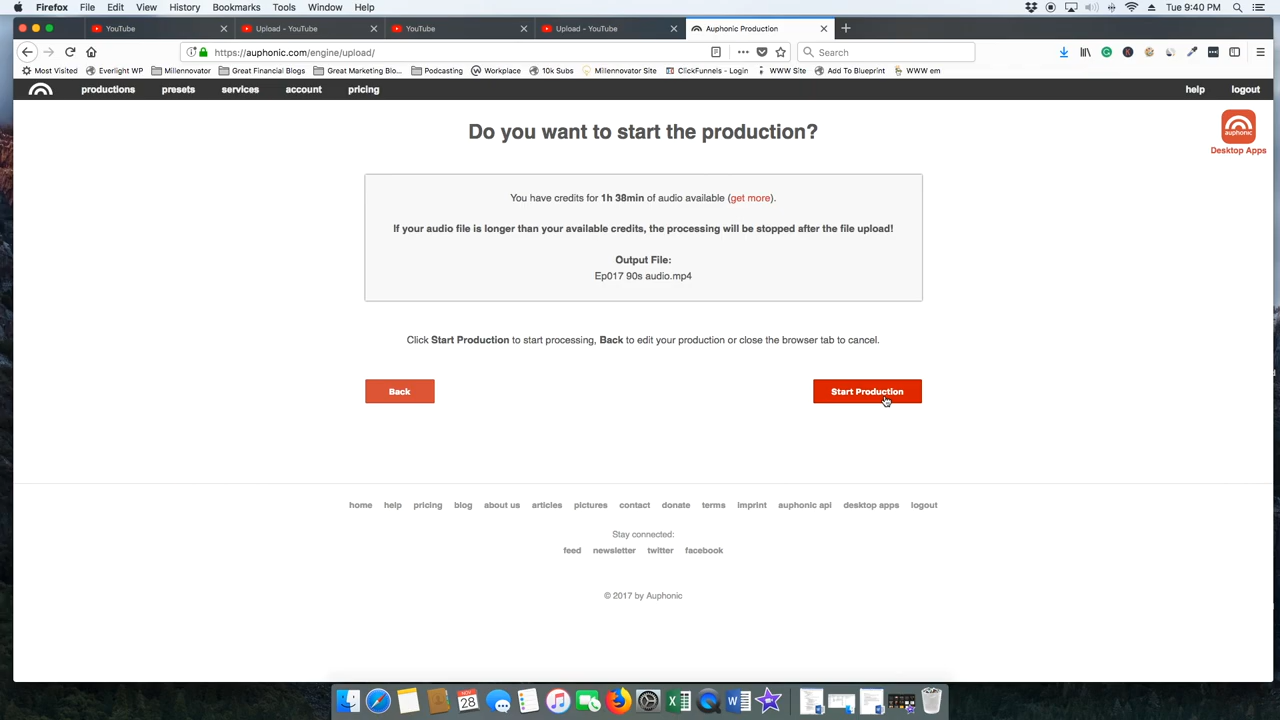 Firefox File Edit View History Bookmarks Tools Window Help Tue 9:40 PM
YouTube Upload - YouTube YouTube Upload - YouTube Auphonic Production
https://auphonic.com/engine/upload/ Search
Most Visited Everlight WP Millennovator Great Financial Blogs Great Marketing Blo... Podcasting Workplace 10k Subs Millennovator Site ClickFunnels - Login WWW Site Add To Blueprint WWW em
productions presets services account pricing help logout
Do you want to start the production?
auphonic
Desktop Apps
You have credits for 1h 38min of audio available (get more).
If your audio file is longer than your available credits, the processing will be stopped after the file upload!
Output File:
Ep017 90s audio.mp4
Click Start Production to start processing, Back to edit your production or close the browser tab to cancel.
Back Start Production
home help pricing blog about us articles pictures contact donate terms imprint auphonic api desktop apps logout
Stay connected:
feed newsletter twitter facebook
© 2017 by Auphonic
NOV
28